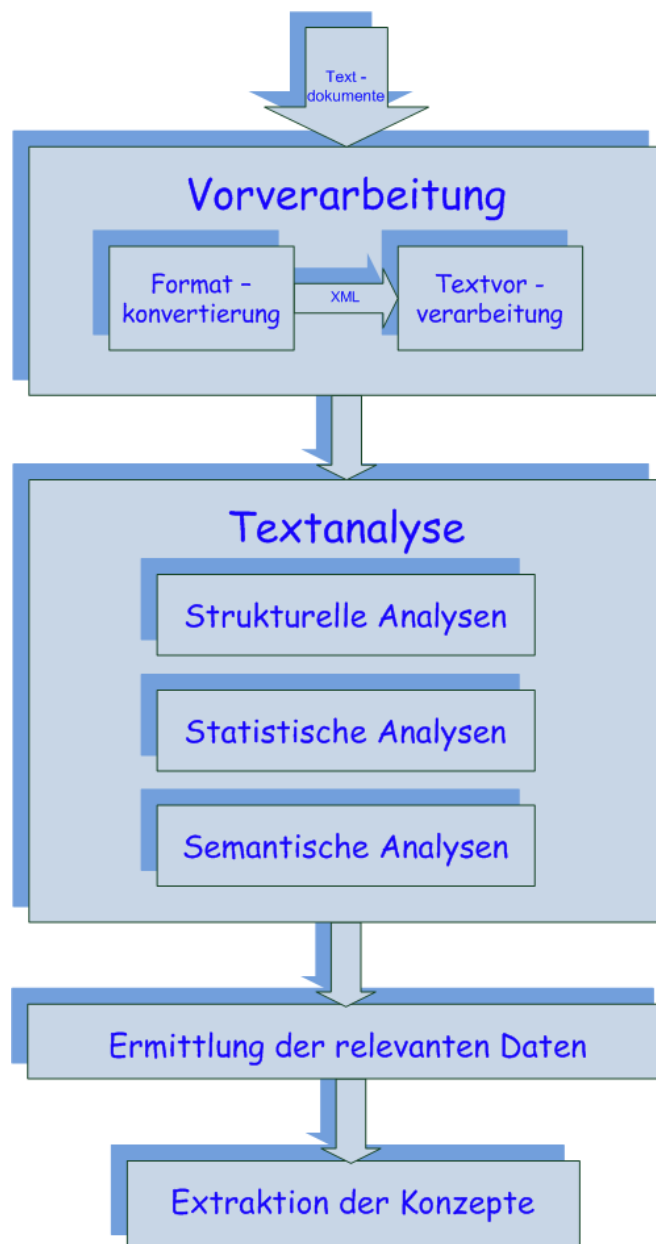 Text -
dokumente
Vorverarbeitung
Format –
konvertierung
XML
Textvor -
verarbeitung
Textanalyse
Strukturelle Analysen
Statistische Analysen
Semantische Analysen
Ermittlung der relevanten Daten
Extraktion der Konzepte